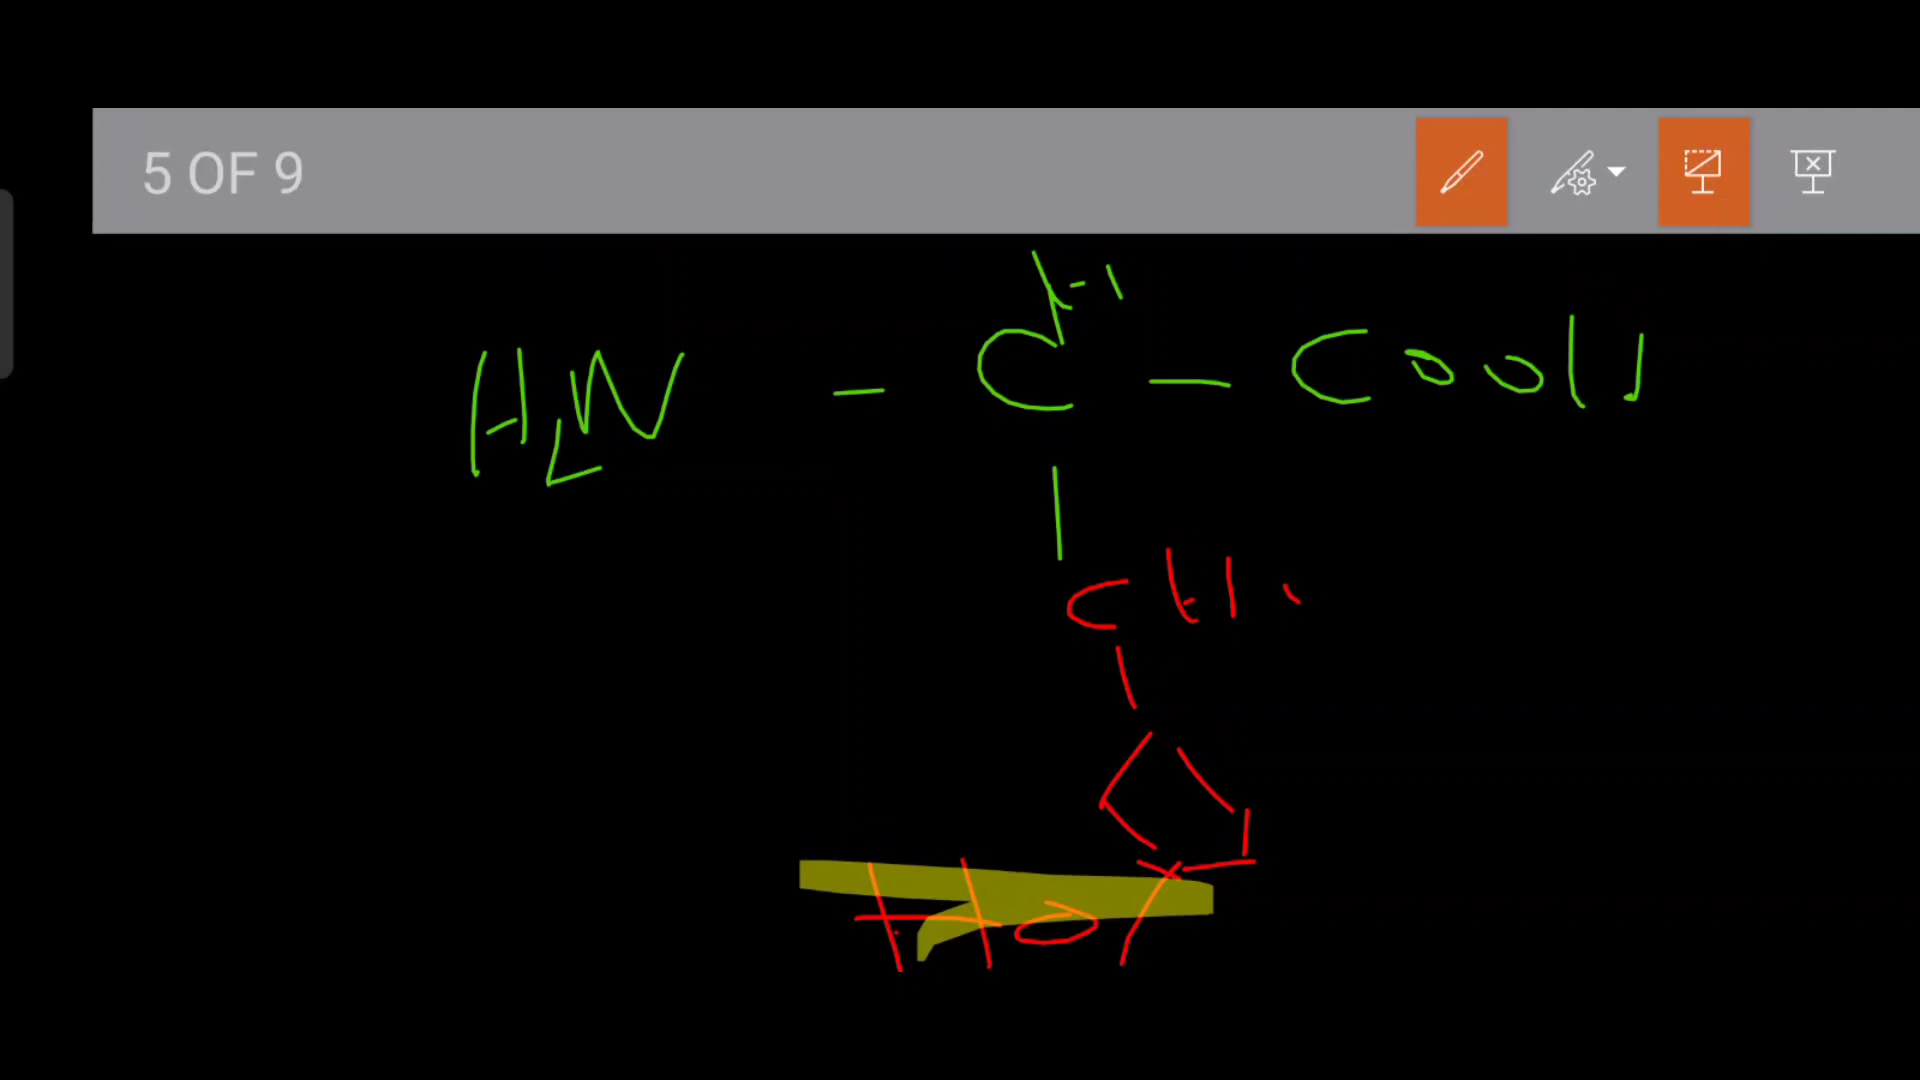 5 OF 9
H
H₂N - C - COOH
CH₂
HO